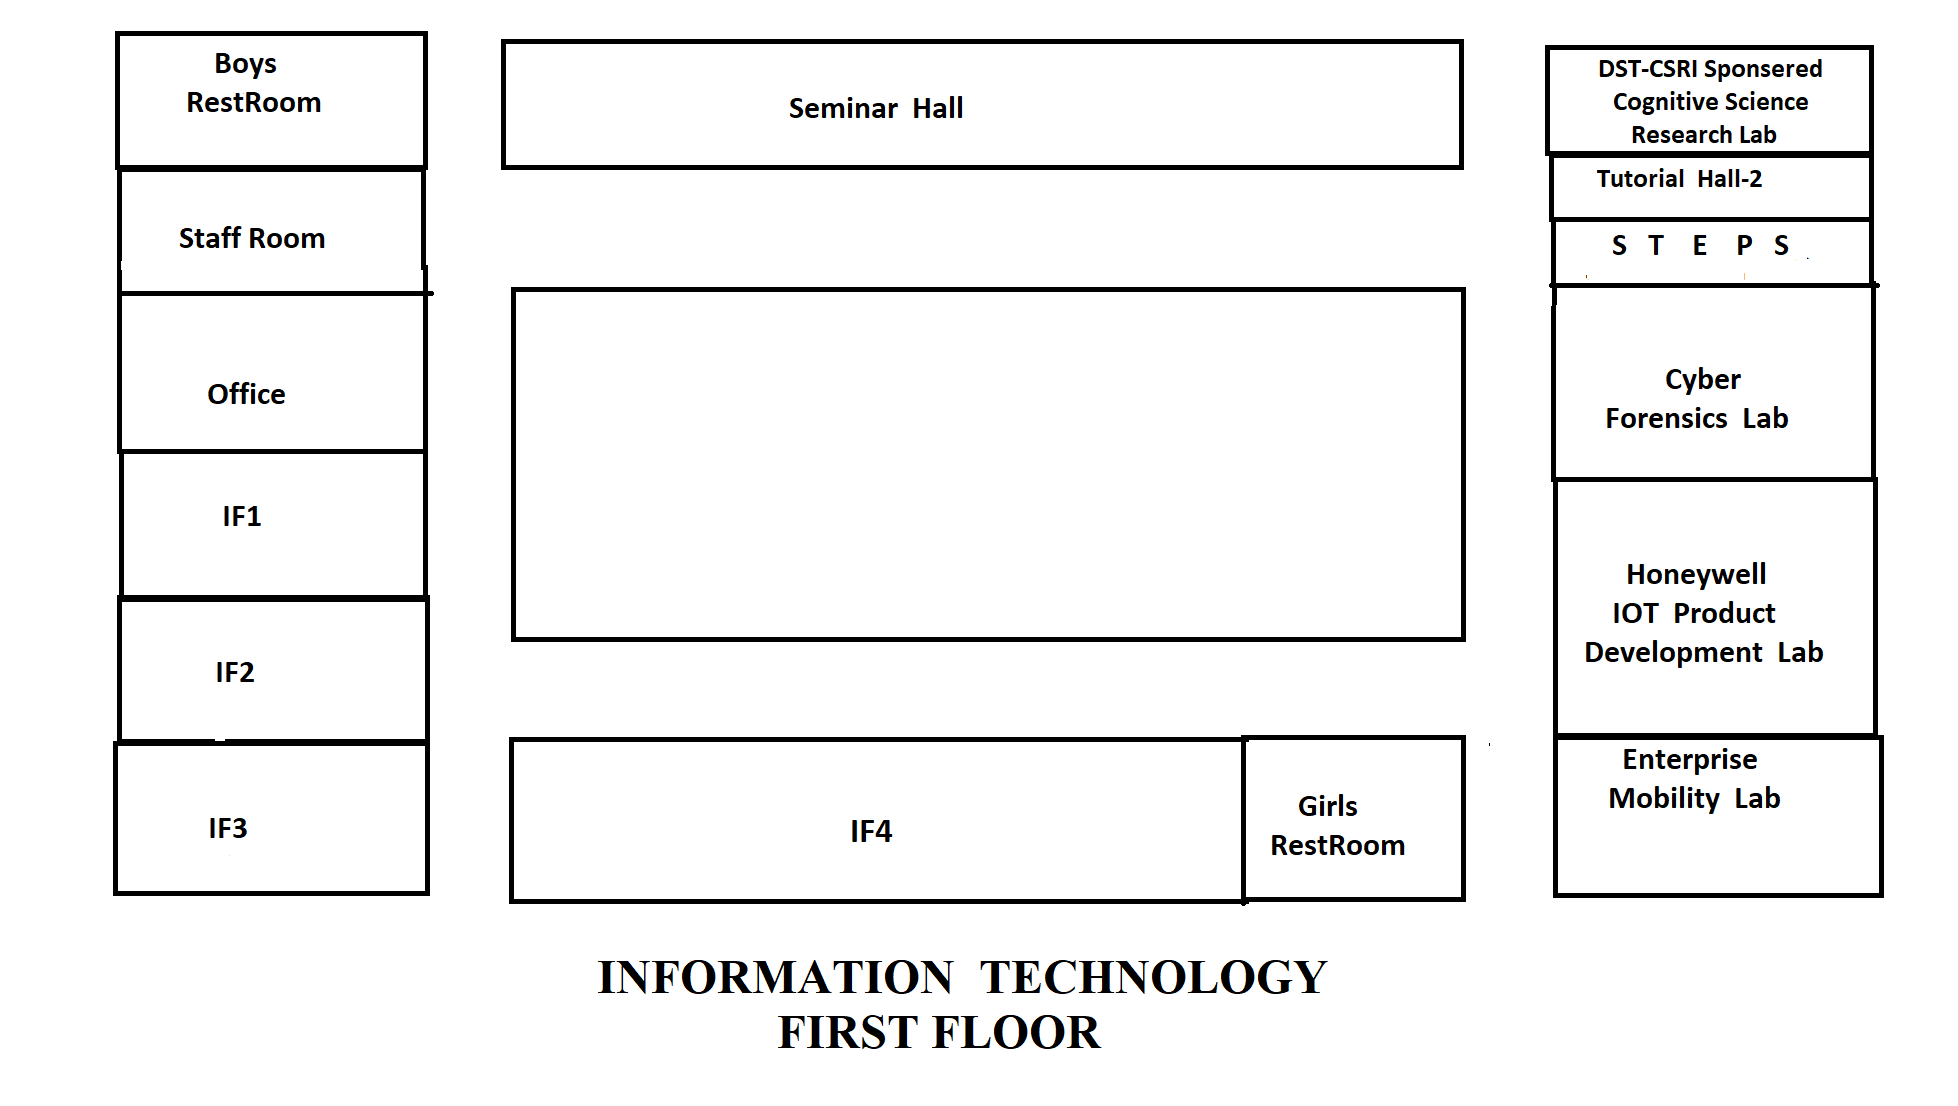 Boys
RestRoom
Seminar Hall
DST-CSRI Sponsered
Cognitive Science
Research Lab
Tutorial Hall-2
Staff Room
S T E P S
Office
Cyber
Forensics Lab
IF1
Honeywell
IOT Product
Development Lab
IF2
Enterprise
Mobility Lab
IF3
IF4
Girls
RestRoom
INFORMATION TECHNOLOGY
FIRST FLOOR